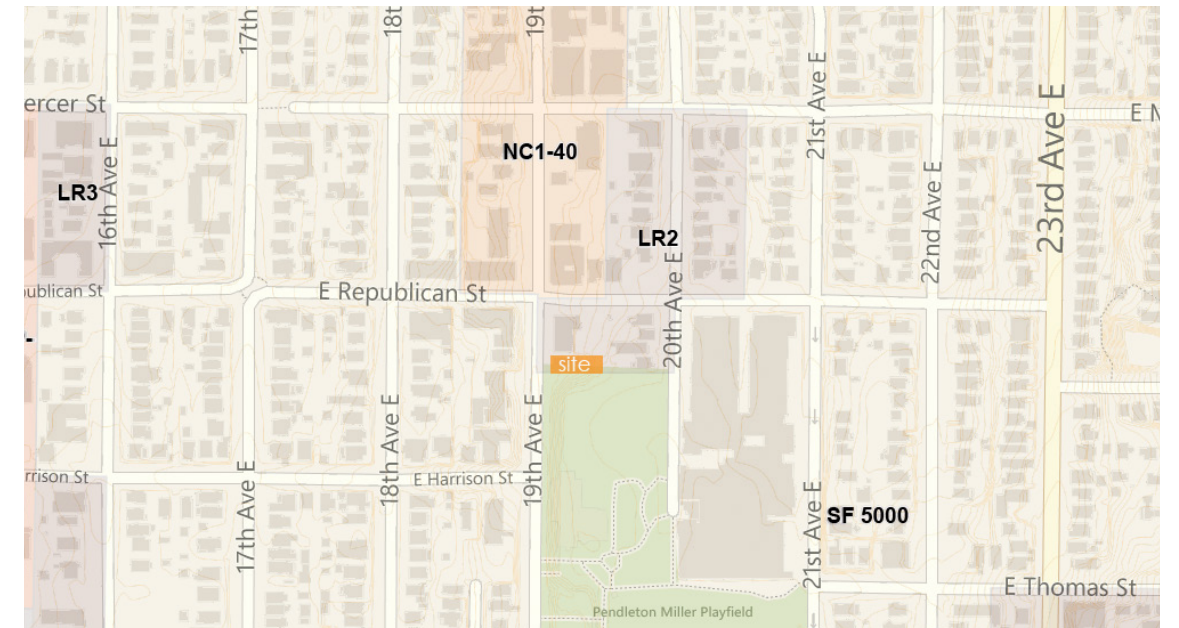 17th
18t
19t
ercer St
E M
21st Ave E
23rd Ave E
NC1-40
LR3
16th Ave E
22nd Ave E
LR2
ublican St
E Republican St
20th Ave E
site
18th Ave E
19th Ave E
rrison St
E Harrison St
17th Ave E
21st Ave E
SF 5000
E Thomas St
Pendleton Miller Playfield